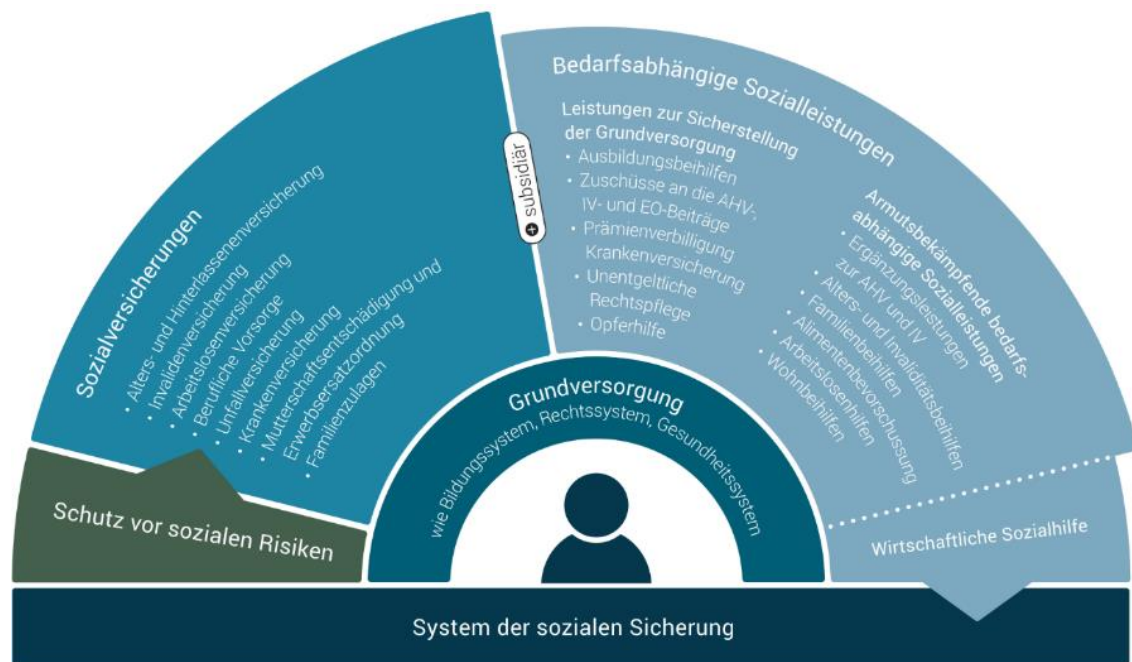 Sozialversicherungen
• Alters- und Hinterlassenenversicherung
• Invalidenversicherung
• Arbeitslosenversicherung
• Berufliche Vorsorge
• Unfallversicherung
• Krankenversicherung
• Mutterschaftsentschädigung und
Erwerbsersatzordnung
• Familienzulagen
Schutz vor sozialen Risiken
+ subsidiär
Bedarfsabhängige Sozialleistungen
Leistungen zur Sicherstellung
der Grundversorgung
• Ausbildungsbeihilfen
• Zuschüsse an die AHV-,
IV- und EO-Beiträge
• Prämienverbilligung
Krankenversicherung
• Unentgeltliche
Rechtspflege
• Opferhilfe
Armutsbekämpfende bedarfs-
abhängige Sozialleistungen
• Ergänzungsleistungen
zur AHV und IV
• Alters- und Invaliditätsbeihilfen
• Familienbeihilfen
• Alimentenbevorschussung
• Arbeitslosenhilfen
• Wohnbeihilfen
Wirtschaftliche Sozialhilfe
Grundversorgung
wie Bildungssystem, Rechtssystem, Gesundheitssystem
System der sozialen Sicherung